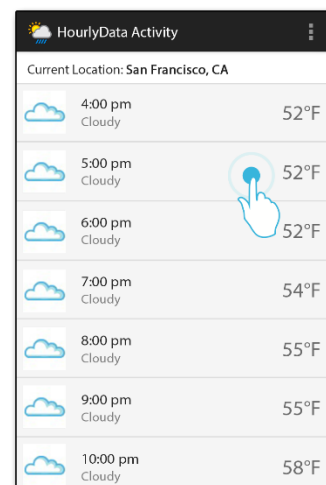 HourlyData Activity
Current Location: San Francisco, CA
4:00 pm
Cloudy
52°F
5:00 pm
Cloudy
52°F
6:00 pm
Cloudy
52°F
7:00 pm
Cloudy
54°F
8:00 pm
Cloudy
55°F
9:00 pm
Cloudy
55°F
10:00 pm
Cloudy
58°F